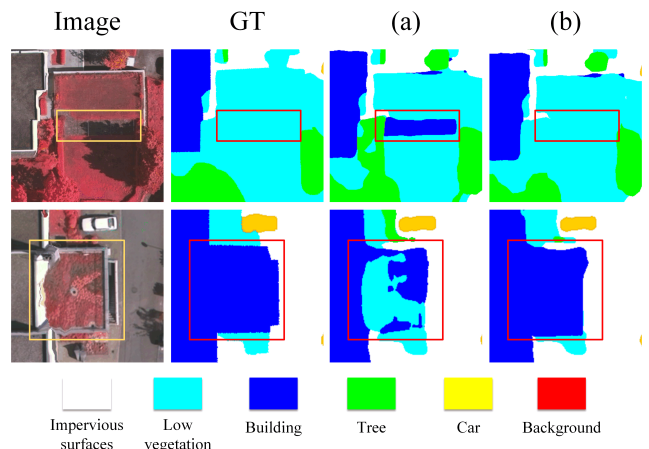 Image GT (a) (b)
Impervious surfaces
Low vegetation
Building
Tree
Car
Background